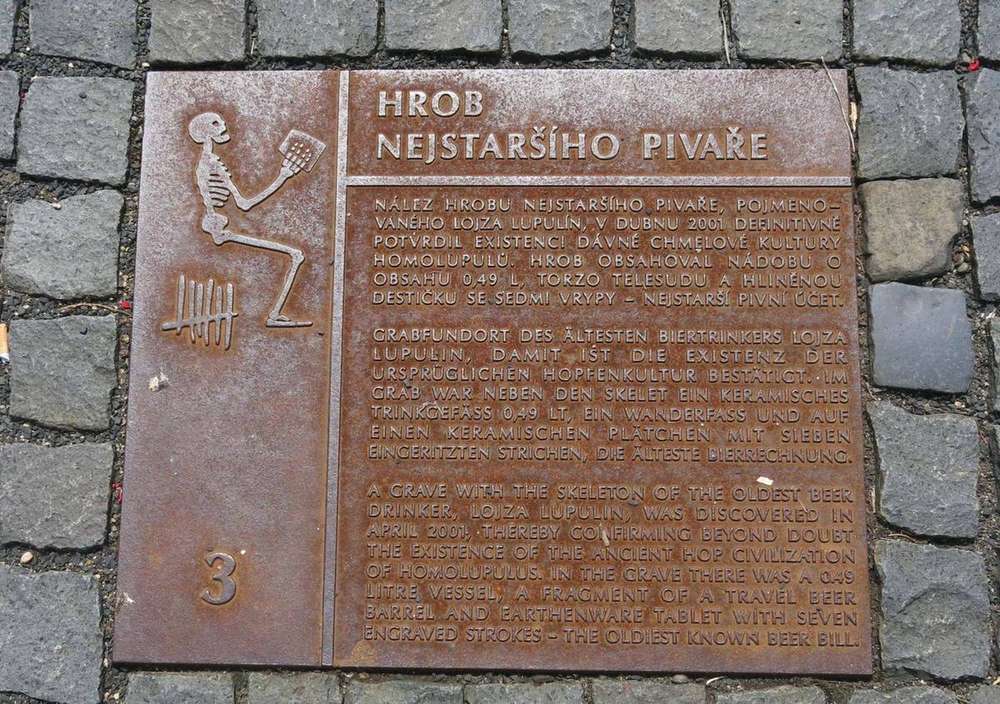 HROB
NEJSTARŠÍHO PIVAŘE
NÁLEZ HROBU NEJSTARŠÍHO PIVAŘE, POJMENO-
VANÉHO LOJZA LUPULÍN, V DUBNU 2001 DEFINITIVNĚ
POTVRDIL EXISTENCI DÁVNÉ CHMELOVÉ KULTURY
HOMOLUPULŮ. HROB OBSAHOVAL NÁDOBU O
OBSAHU 0,49 L, TORZO TELESUDU A HLINĚNOU
DESTIČKU SE SEDMI VRYPY – NEJSTARŠÍ PIVNÍ ÚČET.
GRABFUNDORT DES ÄLTESTEN BIERTRINKERS LOJZA
LUPULIN, DAMIT IST DIE EXISTENZ DER
URSPRÜGLICHEN HOPFENKULTUR BESTÄTIGT. IM
GRAB WAR NEBEN DEN SKELET EIN KERAMISCHES
TRINKGEFÄSS 0,49 LT, EIN WANDERFASS UND AUF
EINEN KERAMISCHEN PLÄTCHEN MIT SIEBEN
EINGERITZTEN STRICHEN, DIE ÄLTESTE BIERRECHNUNG.
A GRAVE WITH THE SKELETON OF THE OLDEST BEER
DRINKER, LOJZA LUPULIN, WAS DISCOVERED IN
APRIL 2001, THEREBY CONFIRMING BEYOND DOUBT
THE EXISTENCE OF THE ANCIENT HOP CIVILIZATION
OF HOMOLUPULUS. IN THE GRAVE THERE WAS A 0.49
LITRE VESSEL, A FRAGMENT OF A TRAVEL BEER
BARREL AND EARTHENWARE TABLET WITH SEVEN
ENGRAVED STROKES – THE OLDIEST KNOWN BEER BILL.
3